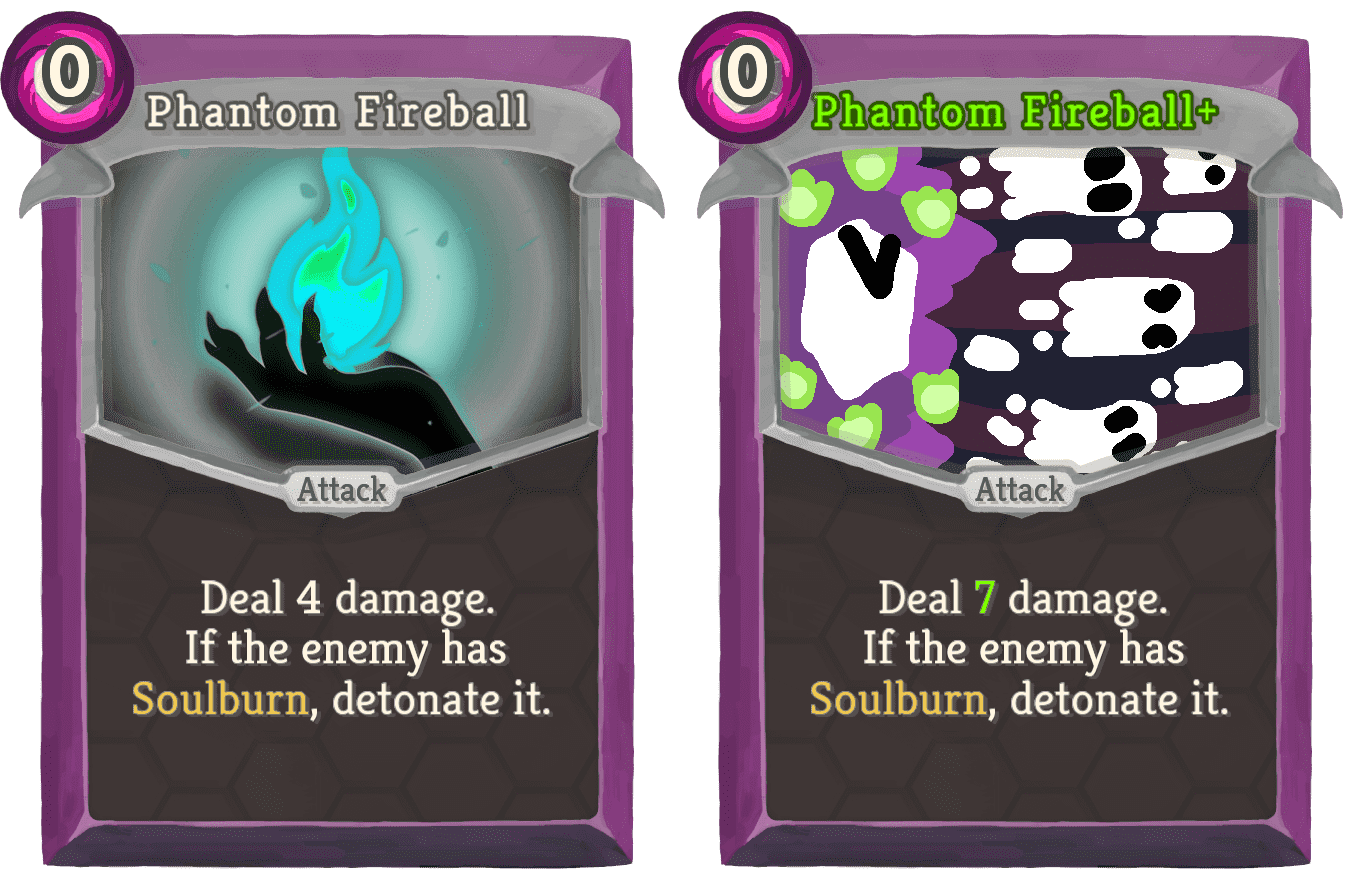 0
Phantom Fireball
Attack
Deal 4 damage.
If the enemy has
Soulburn, detonate it.
0
Phantom Fireball+
Attack
Deal 7 damage.
If the enemy has
Soulburn, detonate it.